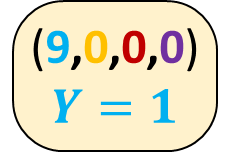 (9,0,0,0)
Y = 1